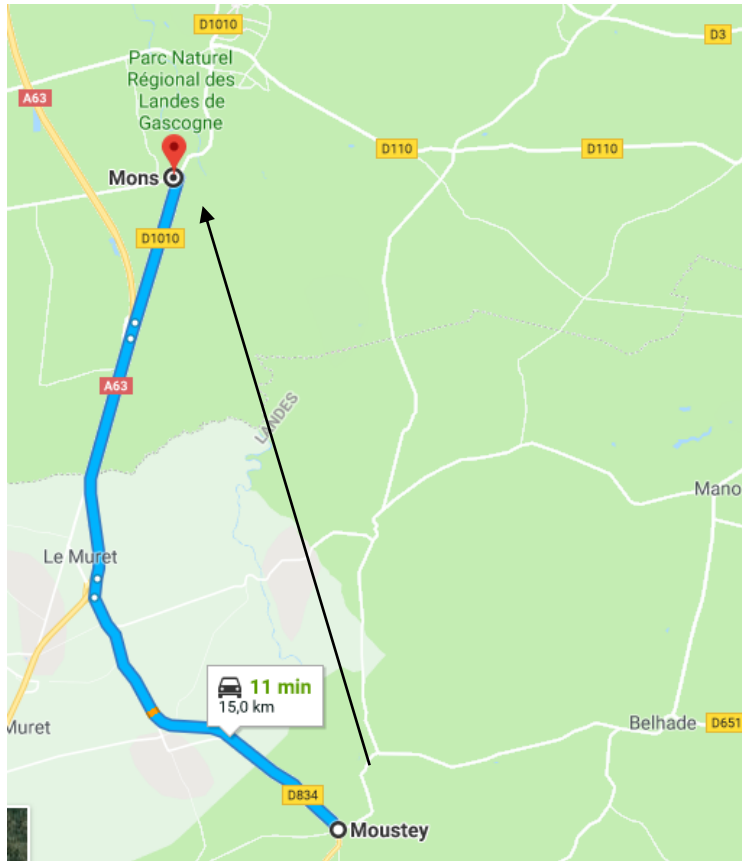 D1010
D3
Parc Naturel
Régional des
Landes de
Gascogne
A63
D110
D110
Mons
D1010
A63
LANDES
Mano
Le Muret
11 min
15,0 km
Muret
Belhade
D651
D834
Moustey